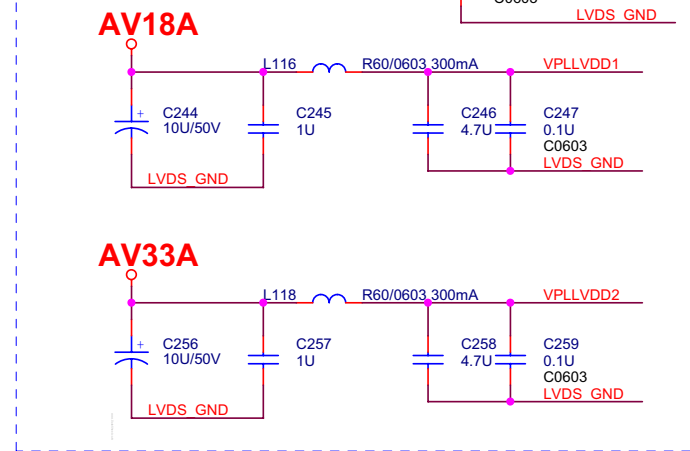 LVDS_GND
AV18A
L116 R60/0603 300mA VPLLVDD1
+ C244 C245 C246 C247
10U/50V 1U 4.7U 0.1U
C0603
LVDS_GND
LVDS_GND
AV33A
L118 R60/0603 300mA VPLLVDD2
+ C256 C257 C258 C259
10U/50V 1U 4.7U 0.1U
C0603
LVDS_GND
LVDS_GND